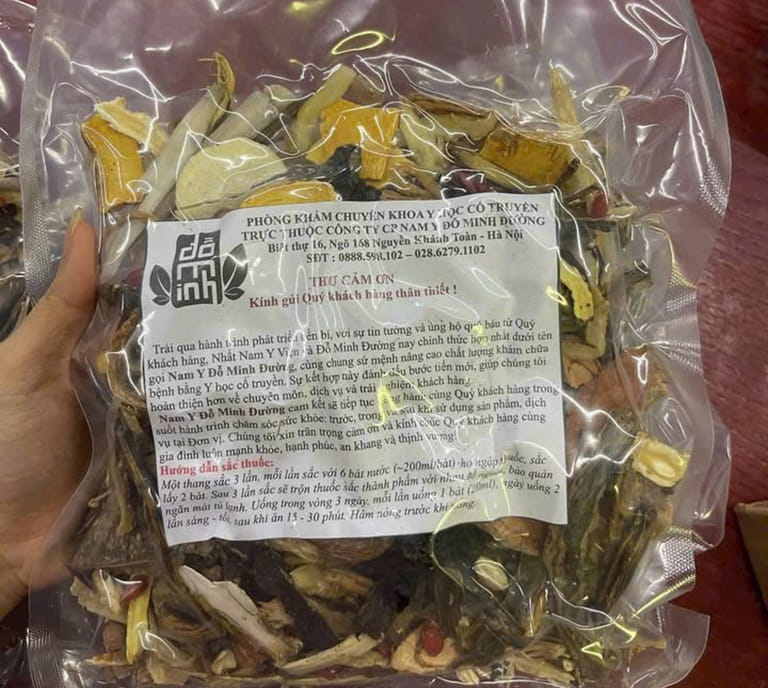 PHÒNG KHÁM CHUYÊN KHOA Y HỌC CỔ TRUYỀN
TRỰC THUỘC CÔNG TY CP NAM Y ĐỖ MINH ĐƯỜNG
Biệt thự 16, Ngõ 168 Nguyễn Khánh Toàn - Hà Nội
SĐT : 0888.598.102 – 028.6279.1102
đỗ
minh
THƯ CẢM ƠN
Kính gửi Quý khách hàng thân thiết !
Trải qua hành trình phát triển bền bỉ, với sự tin tưởng và ủng hộ quý báu từ Quý
khách hàng, Nhất Nam Y Viện và Đỗ Minh Đường nay chính thức hợp nhất dưới tên
gọi Nam Y Đỗ Minh Đường, cùng chung sứ mệnh nâng cao chất lượng khám chữa
bệnh bằng Y học cổ truyền. Sự kết hợp này đánh dấu bước tiến mới, giúp chúng tôi
hoàn thiện hơn về chuyên môn, dịch vụ và trải nghiệm khách hàng.
Nam Y Đỗ Minh Đường cam kết sẽ tiếp tục hàng cùng Quý khách hàng trong
suốt hành trình chăm sóc sức khỏe: trước, trong khi sử dụng sản phẩm, dịch
vụ tại Đơn vị. Chúng tôi xin trân trọng cảm ơn và kính chúc Quý khách hàng cùng
gia đình luôn mạnh khỏe, hạnh phúc, an khang và thịnh vượng!
Hướng dẫn sắc thuốc:
Một thang sắc 3 lần, mỗi lần sắc với 6 bát nước (~200ml/bát) cho ngập thuốc, sắc
lấy 2 bát. Sau 3 lần sẽ trộn thuốc sắc thành phẩm với nhau bảo quản
ngăn mát tủ lạnh. Uống trong vòng 3 ngày, mỗi lần uống 1 bát ngày uống 2
lần sáng - tối, sau khi ăn 15 - 30 phút. Hâm nóng trước khi uống.